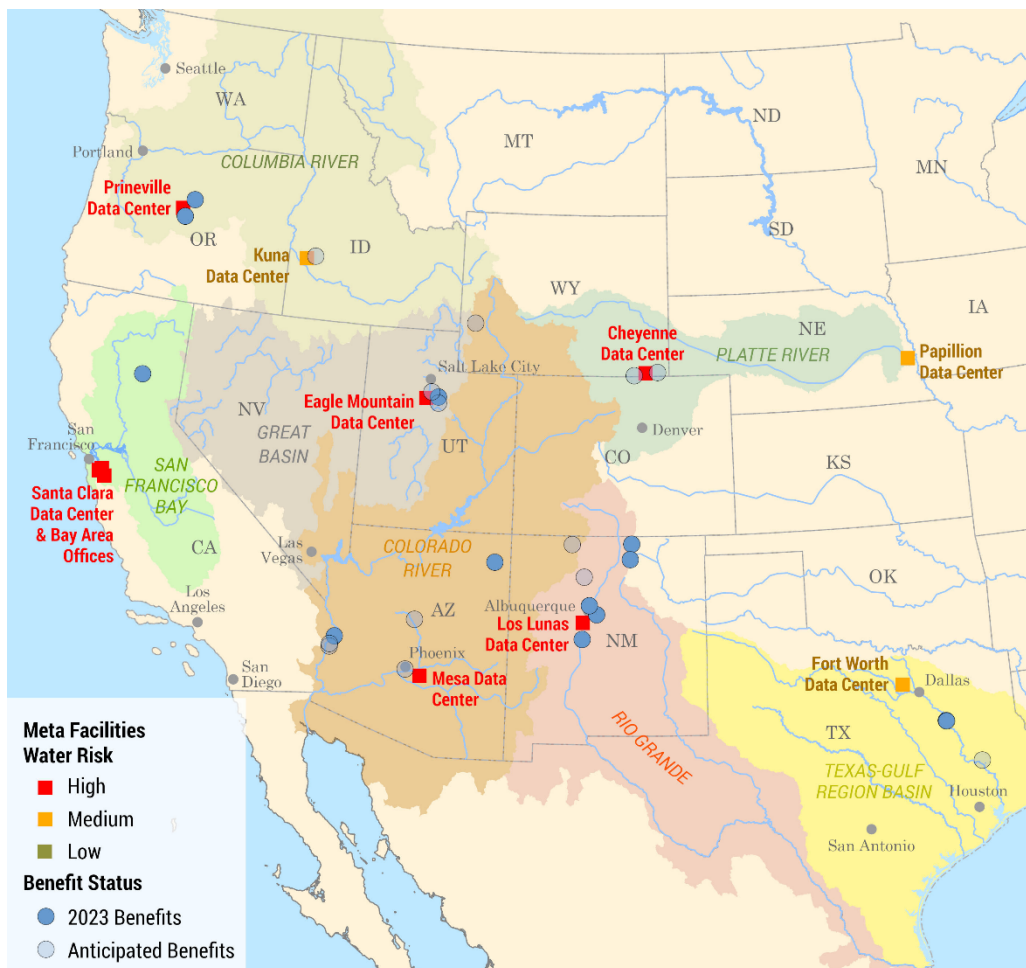 Seattle
WA
MT
ND
MN
Portland
COLUMBIA RIVER
Prineville
Data Center
OR
ID
SD
Kuna
Data Center
WY
IA
NE
Cheyenne
Data Center
PLATTE RIVER
Papillion
Data Center
Salt Lake City
Eagle Mountain
Data Center
NV
GREAT
BASIN
UT
Denver
CO
KS
San
Francisco
SAN
FRANCISCO
BAY
Santa Clara
Data Center
& Bay Area
Offices
CA
Las
Vegas
COLORADO
RIVER
OK
Los
Angeles
AZ
Albuquerque
Los Lunas
Data Center
NM
San
Diego
Phoenix
Mesa Data
Center
Fort Worth
Data Center
Dallas
TX
RIO GRANDE
TEXAS-GULF
REGION BASIN
Houston
San Antonio
Meta Facilities
Water Risk
High
Medium
Low
Benefit Status
2023 Benefits
Anticipated Benefits